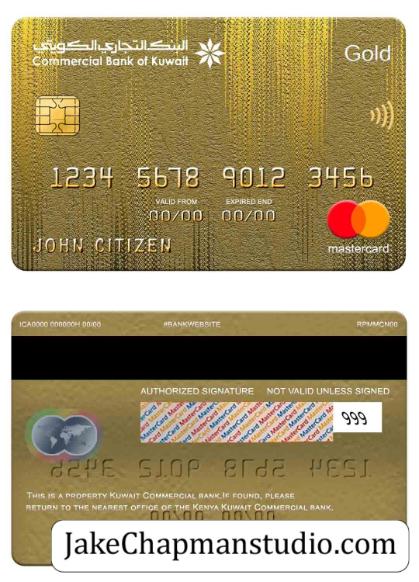 البنك التجاري الكويتي
Commercial Bank of Kuwait
Gold
1234 5678 9012 3456
VALID FROM EXPIRED END
00/00 00/00
JOHN CITIZEN
mastercard
ICA0000 000000H 00/00 #BANKWEBSITE RPMMCN00
AUTHORIZED SIGNATURE NOT VALID UNLESS SIGNED
MasterCard MasterCard MasterCard
999
THIS IS A PROPERTY KUWAIT COMMERCIAL BANK.IF FOUND, PLEASE
RETURN TO THE NEAREST OFFICE OF THE KENYA KUWAIT COMMERCIAL BANK.
JakeChapmanstudio.com